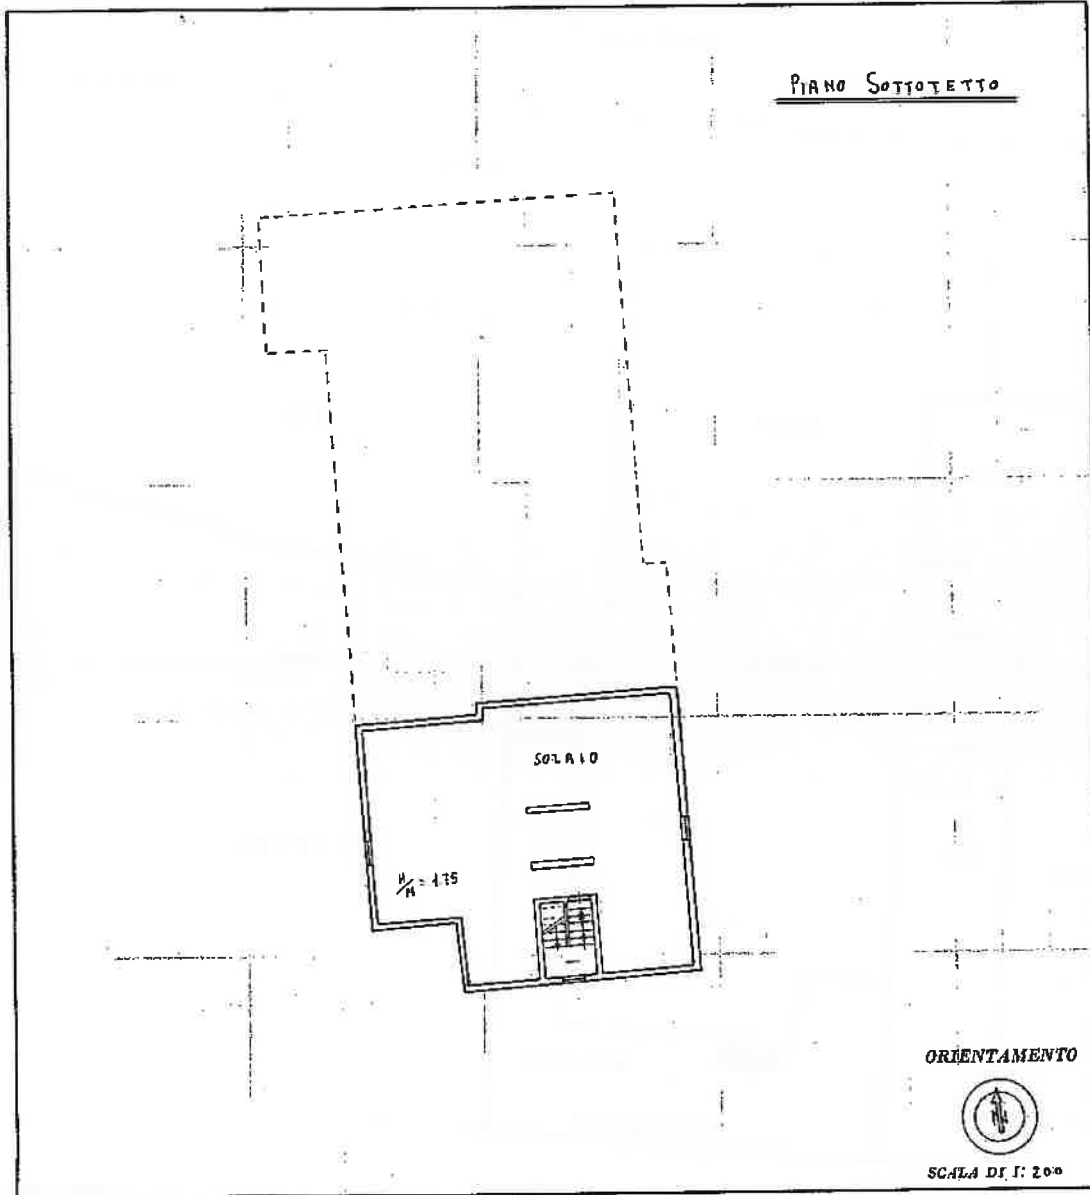 PIANO SOTTOTETTO
SOLAIO
H/M = 1.75
ORIENTAMENTO
N
SCALA DI 1: 200